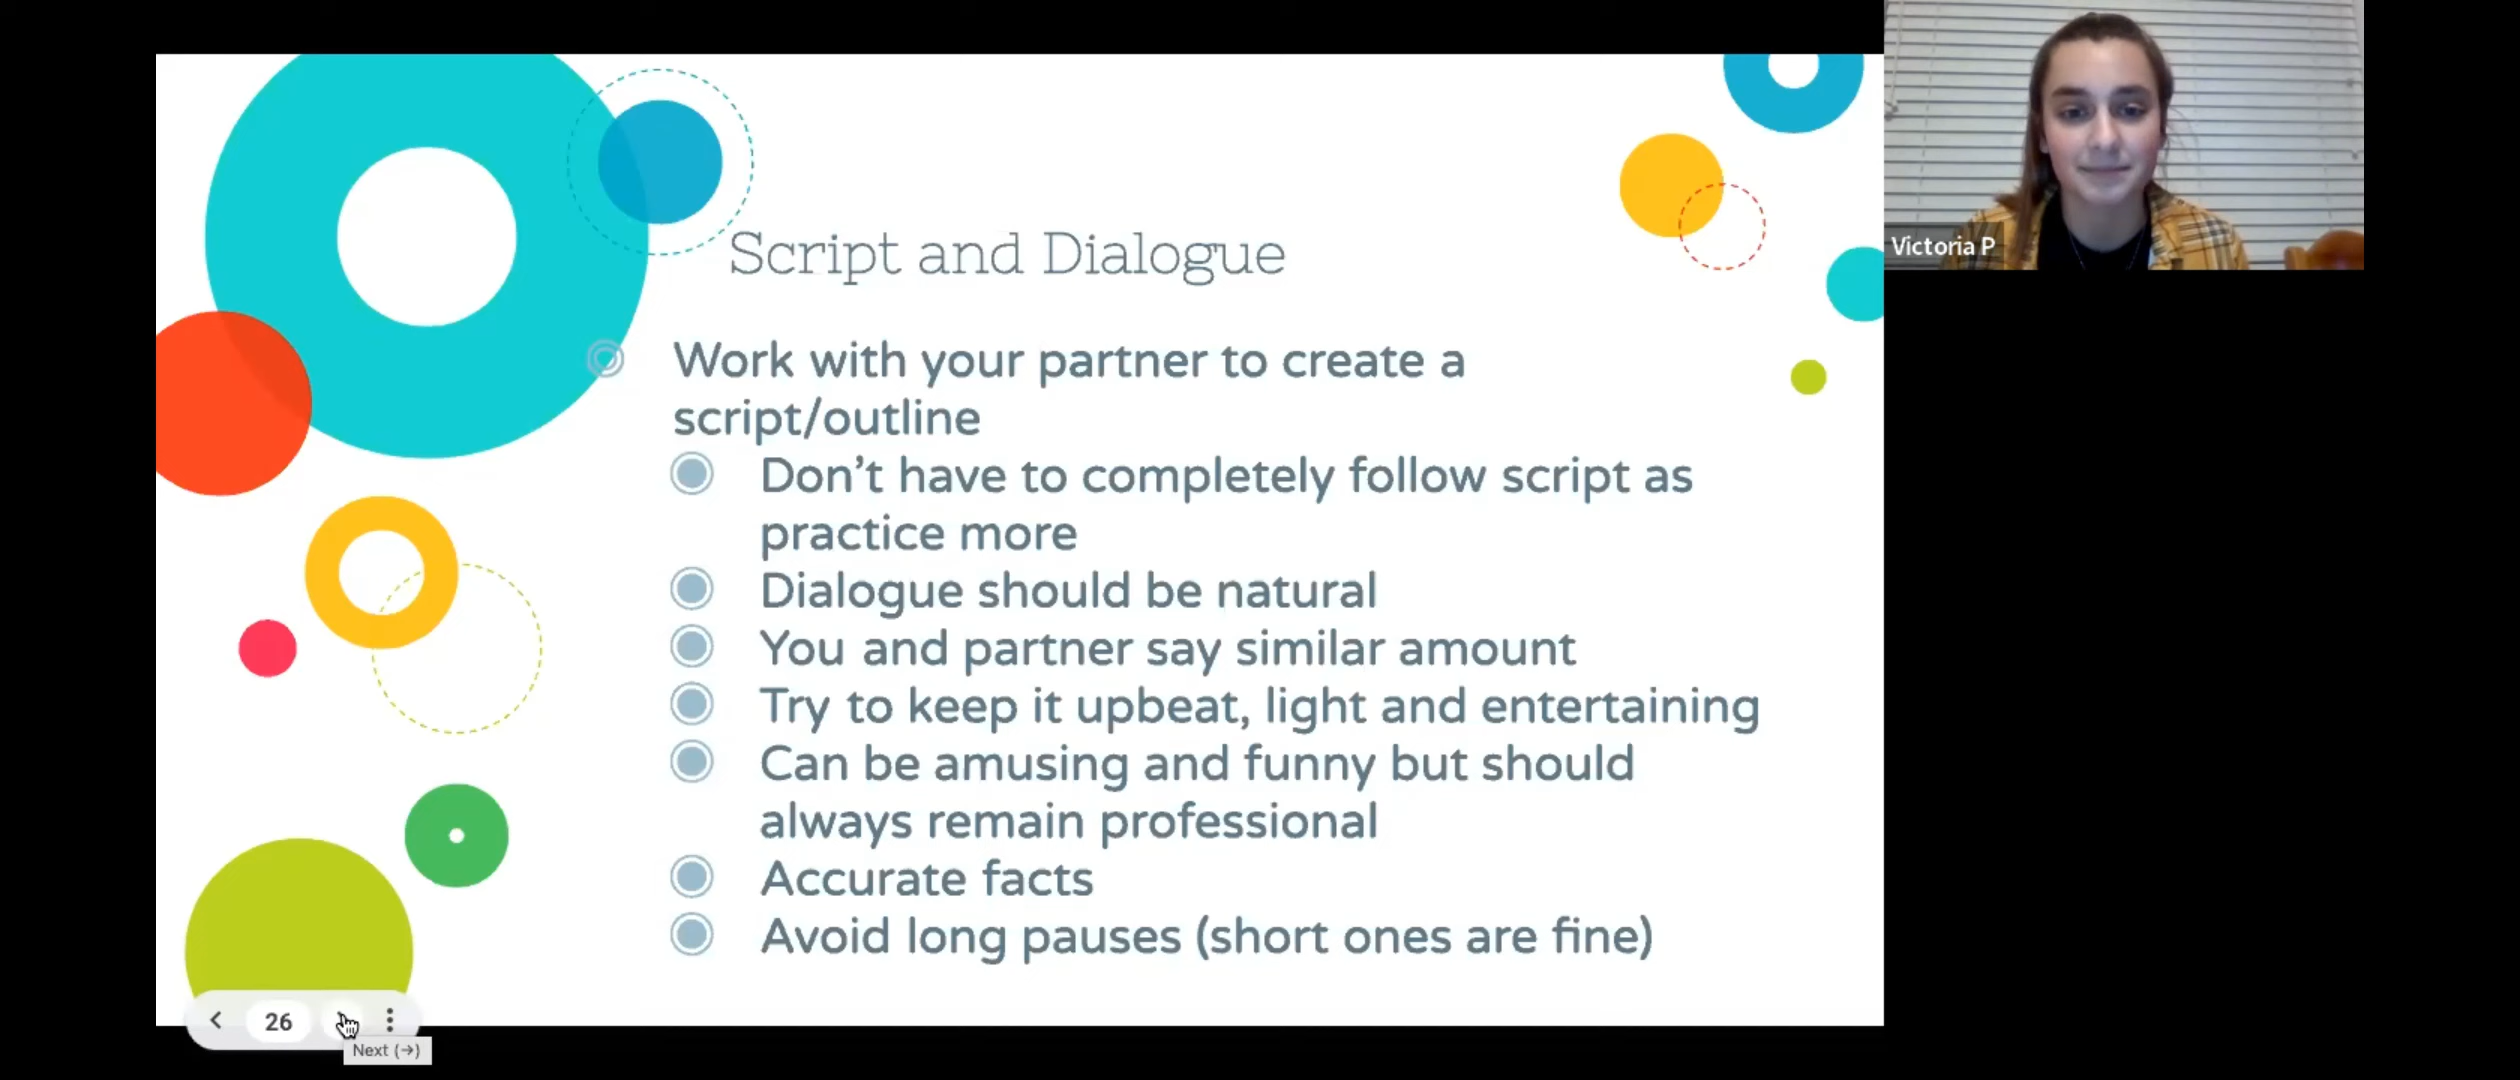 Script and Dialogue
Work with your partner to create a
script/outline
Don't have to completely follow script as
practice more
Dialogue should be natural
You and partner say similar amount
Try to keep it upbeat, light and entertaining
Can be amusing and funny but should
always remain professional
Accurate facts
Avoid long pauses (short ones are fine)
Victoria P
26
Next (→)